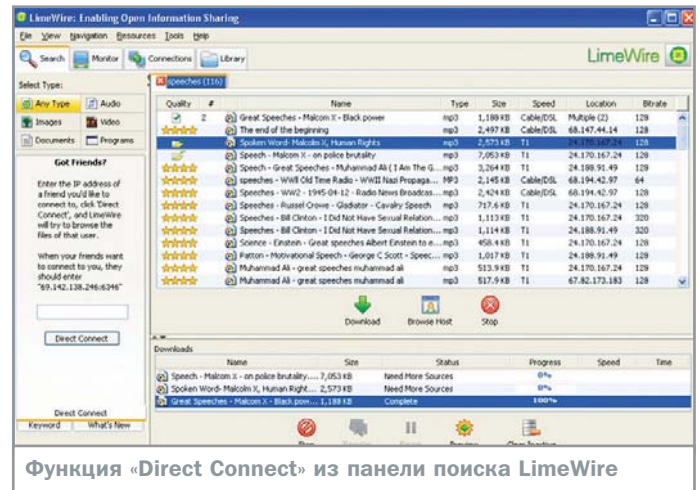 LimeWire: Enabling Open Information Sharing
File View Navigation Resources Tools Help
Search Monitor Connections Library
LimeWire
Select Type:
Any Type Audio
Images Video
Documents Programs
Got Friends?
Enter the IP address of
a friend you'd like to
connect to, click 'Direct
Connect', and LimeWire
will try to browse the
files of that user.
When your friends want
to connect to you, they
should enter
"69.142.138.246:6346"
Direct Connect
Direct Connect
Keyword What's New
speeches (116)
Quality # Name Type Size Speed Location Bitrate
2 Great Speeches - Malcom X - Black power mp3 1,188 KB Cable/DSL Multiple (2) 128
The end of the beginning mp3 2,497 KB Cable/DSL 68.147.44.14 128
Spoken Word- Malcolm X, Human Rights mp3 2,573 KB T1 24.170.167.24 128
Speech - Malcom X - on police brutality mp3 7,053 KB T1 24.170.167.24 128
Speech - Great Speeches - Muhammad Ali ( I Am The G... mp3 3,264 KB T1 24.188.91.49 128
speeches - WWII Old Time Radio - WWII Nazi Propaga... MP3 2,145 KB Cable/DSL 68.194.42.97 64
Speeches - WW2 - 1945-04-12 - Radio News Broadcas... mp3 2,424 KB Cable/DSL 68.194.42.97 128
Speeches - Russel Crowe - Gladiator - Cavalry Speech mp3 717.6 KB T1 24.170.167.24 128
Speeches - Bill Clinton - I Did Not Have Sexual Relation... mp3 1,113 KB T1 24.170.167.24 320
Speeches - Bill Clinton - I Did Not Have Sexual Relation... mp3 1,114 KB T1 24.188.91.49 320
Science - Einstein - Great speeches Albert Einstein to e... mp3 458.4 KB T1 24.170.167.24 128
Patton - Motivational Speech - George C Scott - Speec... mp3 1,017 KB T1 24.188.91.49 128
Muhammad Ali - great speeches muhammad ali mp3 513.9 KB T1 24.170.167.24 128
Muhammad Ali - great speeches muhammad ali mp3 517.9 KB T1 67.82.173.183 128
Download Browse Host Stop
Downloads
Name Size Status Progress Speed Time
Speech - Malcom X - on police brutality.... 7,053 KB Need More Sources 0%
Spoken Word- Malcolm X, Human Right... 2,573 KB Need More Sources 0%
Great Speeches - Malcom X - Black pow... 1,188 KB Complete 100%
Функция «Direct Connect» из панели поиска LimeWire